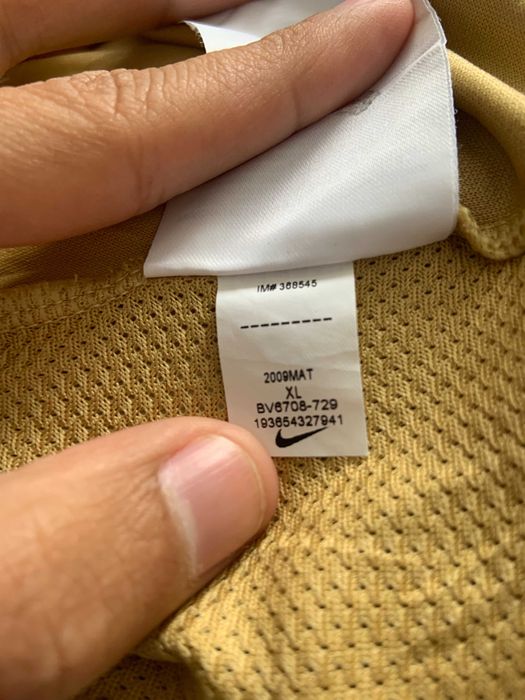 IM# 368545
---------
2009MAT
XL
BV6708-729
193654327941